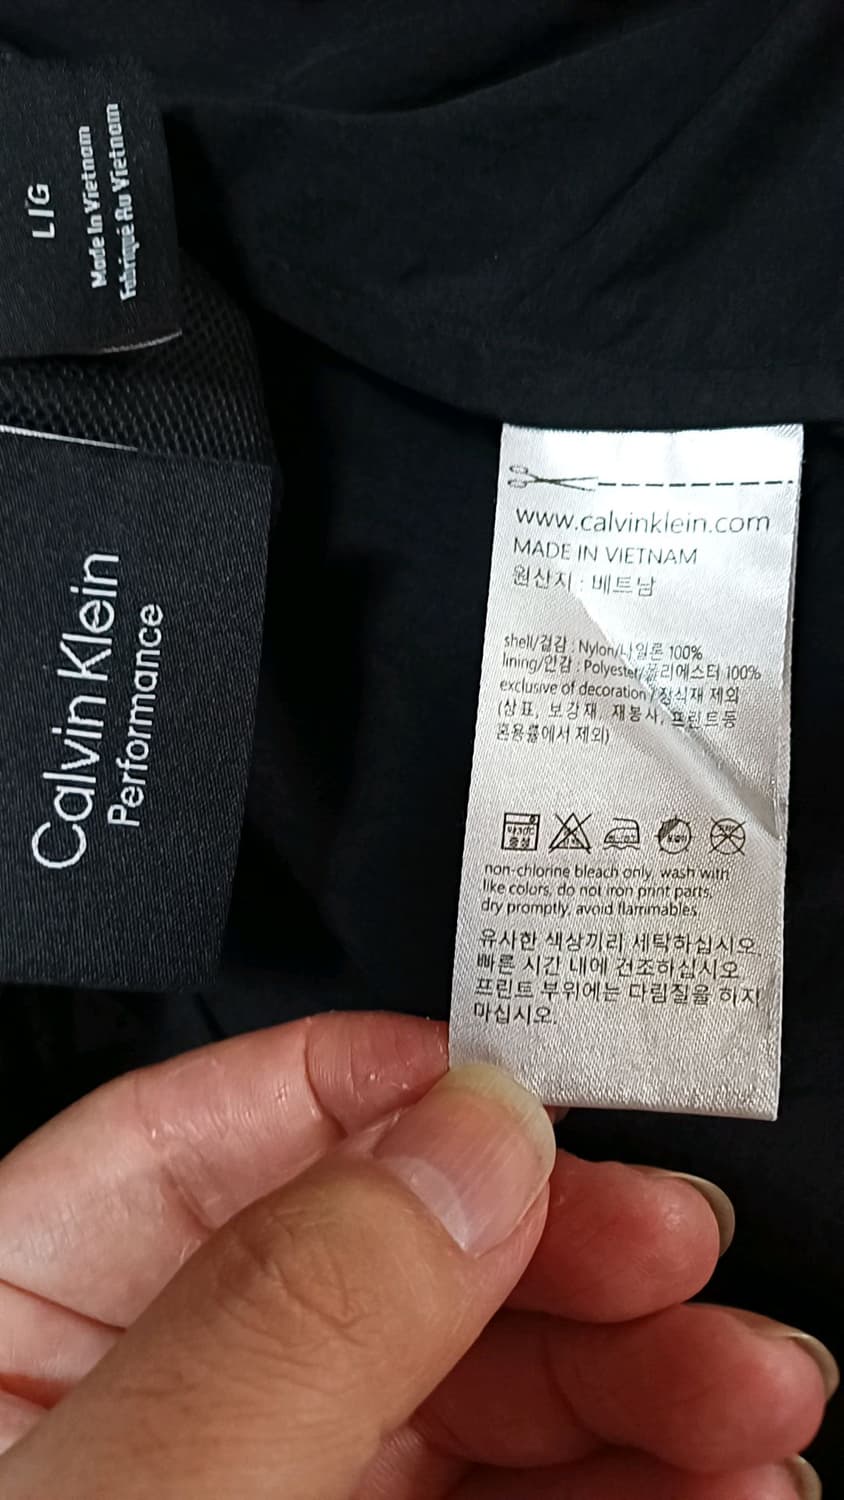 L/G
Made In Vietnam
Fabriqué Au Vietnam
Calvin Klein
Performance
www.calvinklein.com
MADE IN VIETNAM
원산지 : 베트남
shell/겉감 : Nylon/나일론 100%
lining/안감 : Polyester/폴리에스터 100%
exclusive of decoration / 장식재 제외
(상표, 보강재, 재봉사, 프린트등
혼용률에서 제외)
중성
non-chlorine bleach only, wash with
like colors, do not iron print parts,
dry promptly, avoid flammables.
유사한 색상끼리 세탁하십시오.
빠른 시간 내에 건조하십시오
프린트 부위에는 다림질을 하지
마십시오.